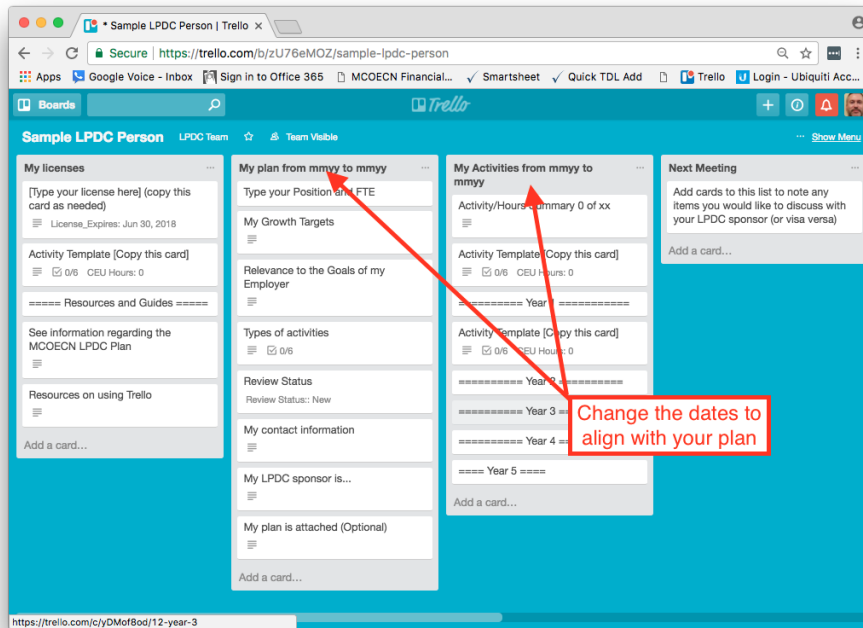 * Sample LPDC Person | Trello
Secure | https://trello.com/b/zU76eMOZ/sample-lpdc-person
Apps Google Voice - Inbox Sign in to Office 365 MCOECN Financial... Smartsheet Quick TDL Add Trello Login - Ubiquiti Acc...
Boards Trello
Sample LPDC Person LPDC Team Team Visible ... Show Menu
My licenses ...
[Type your license here] (copy this
card as needed)
License_Expires: Jun 30, 2018
Activity Template [Copy this card]
0/6 CEU Hours: 0
===== Resources and Guides =====
See information regarding the
MCOECN LPDC Plan
Resources on using Trello
Add a card...
My plan from mmyy to mmyy ...
Type your Position and FTE
My Growth Targets
Relevance to the Goals of my
Employer
Types of activities
0/6
Review Status
Review Status:: New
My contact information
My LPDC sponsor is...
My plan is attached (Optional)
Add a card...
My Activities from mmyy to
mmyy
...
Activity/Hours Summary 0 of xx
Activity Template [Copy this card]
0/6 CEU Hours: 0
========== Year 1 ===========
Activity Template [Copy this card]
0/6 CEU Hours: 0
========== Year 2 ==========
========== Year 3 ==
========== Year 4 ==
==== Year 5 ====
Add a card...
Next Meeting ...
Add cards to this list to note any
items you would like to discuss with
your LPDC sponsor (or visa versa)
Add a card...
Change the dates to
align with your plan
https://trello.com/c/yDMof8od/12-year-3